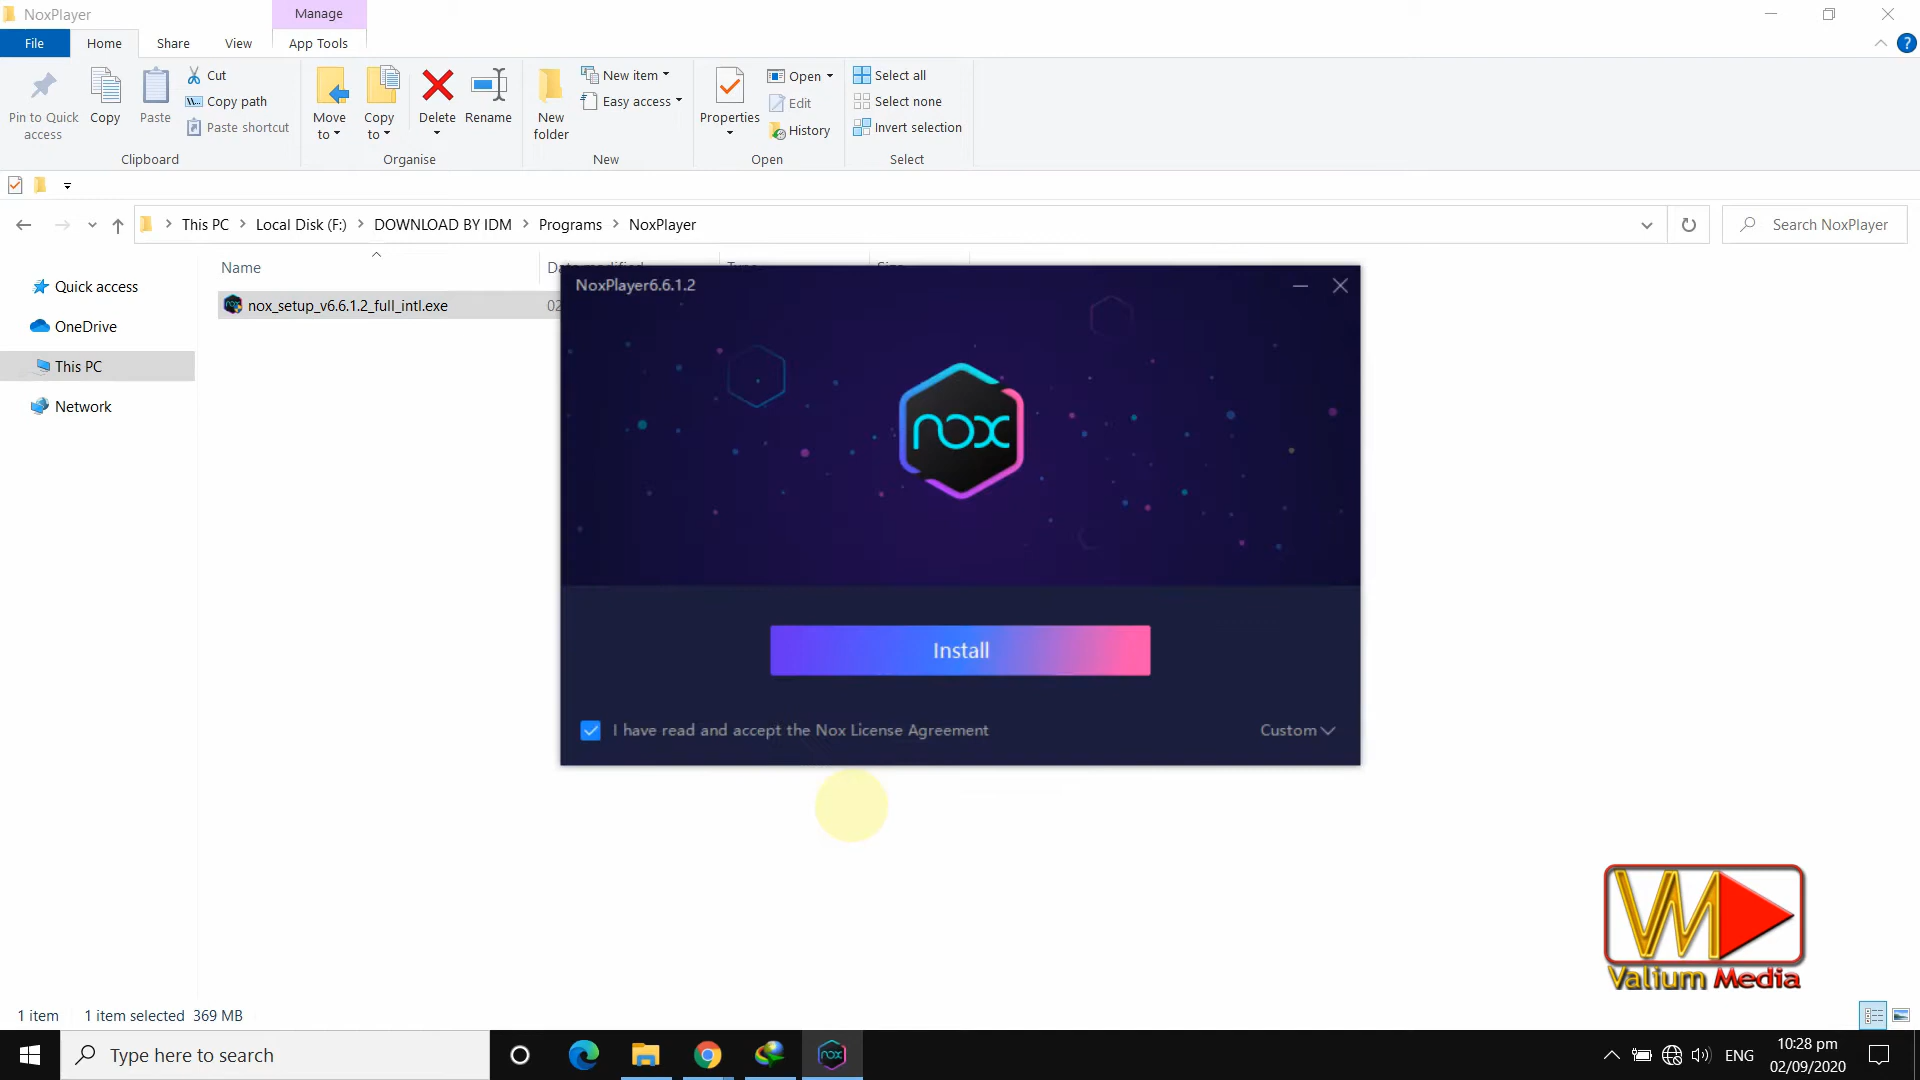 NoxPlayer
Manage
File
Home
Share
View
App Tools
Pin to Quick access
Copy
Paste
Cut
Copy path
Paste shortcut
Clipboard
Move to
Copy to
Delete
Rename
Organise
New folder
New item
Easy access
New
Properties
Open
Edit
History
Open
Select all
Select none
Invert selection
Select
This PC
Local Disk (F:)
DOWNLOAD BY IDM
Programs
NoxPlayer
Search NoxPlayer
Quick access
OneDrive
This PC
Network
Name
nox_setup_v6.6.1.2_full_intl.exe
02
NoxPlayer6.6.1.2
nox
Install
I have read and accept the Nox License Agreement
Custom
VM
Valium Media
1 item
1 item selected 369 MB
Type here to search
nox
ENG
10:28 pm
02/09/2020